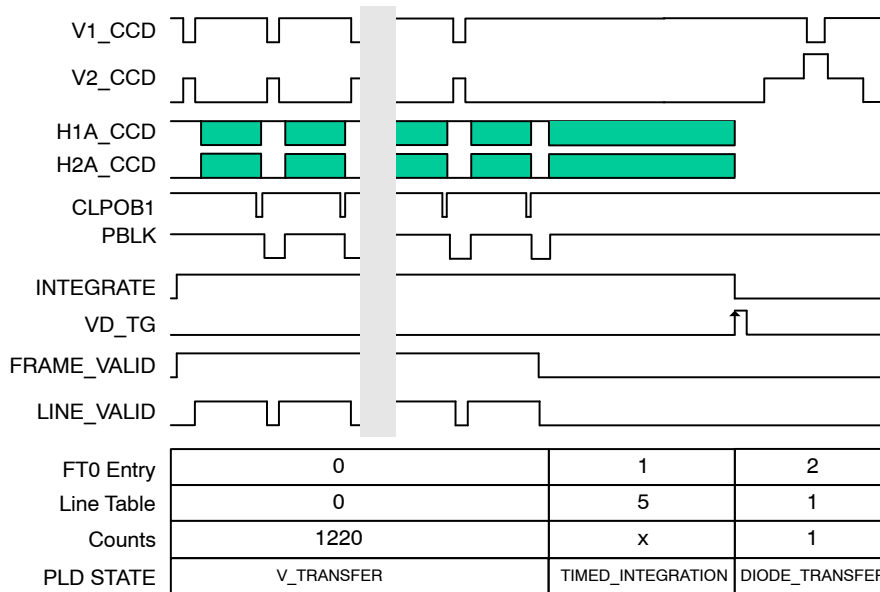 V1_CCD
V2_CCD
H1A_CCD
H2A_CCD
CLPOB1
PBLK
INTEGRATE
VD_TG
FRAME_VALID
LINE_VALID
FT0 Entry 0 1 2
Line Table 0 5 1
Counts 1220 x 1
PLD STATE V_TRANSFER TIMED_INTEGRATION DIODE_TRANSFER